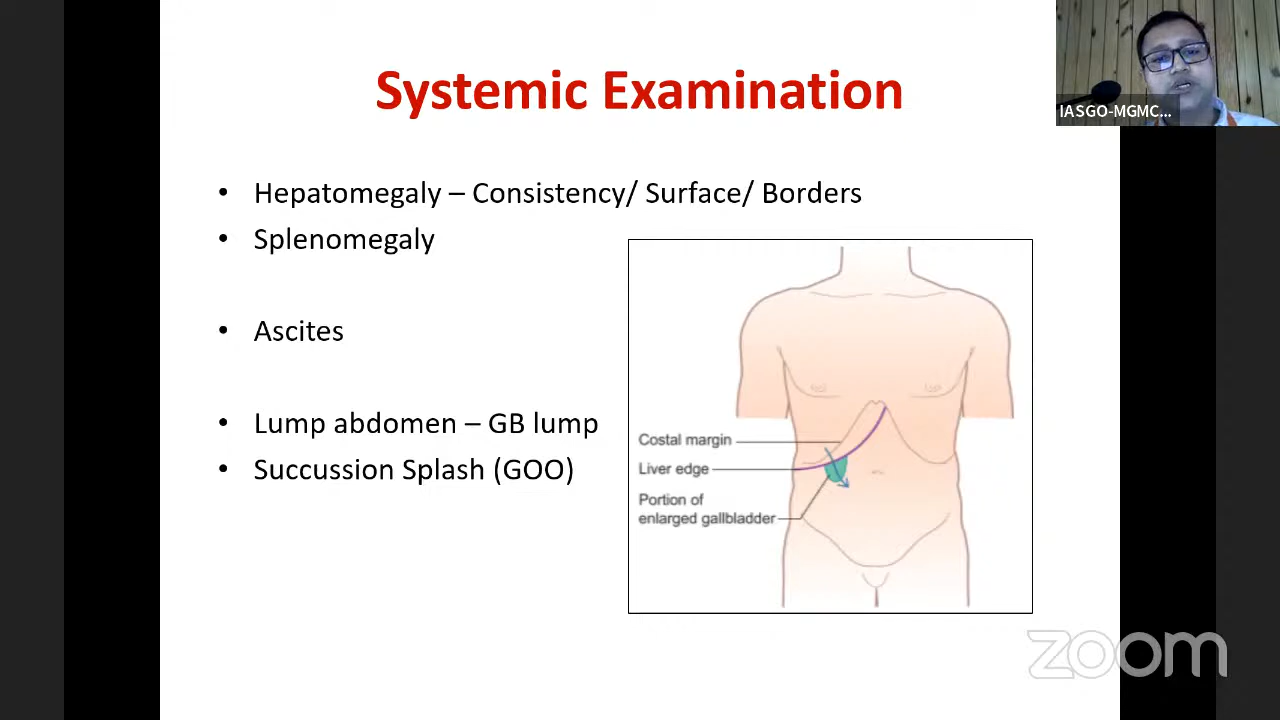 Systemic Examination
IASGO-MGMC...
• Hepatomegaly – Consistency/ Surface/ Borders
• Splenomegaly
• Ascites
• Lump abdomen – GB lump
• Succussion Splash (GOO)
Costal margin
Liver edge
Portion of
enlarged gallbladder
zoom